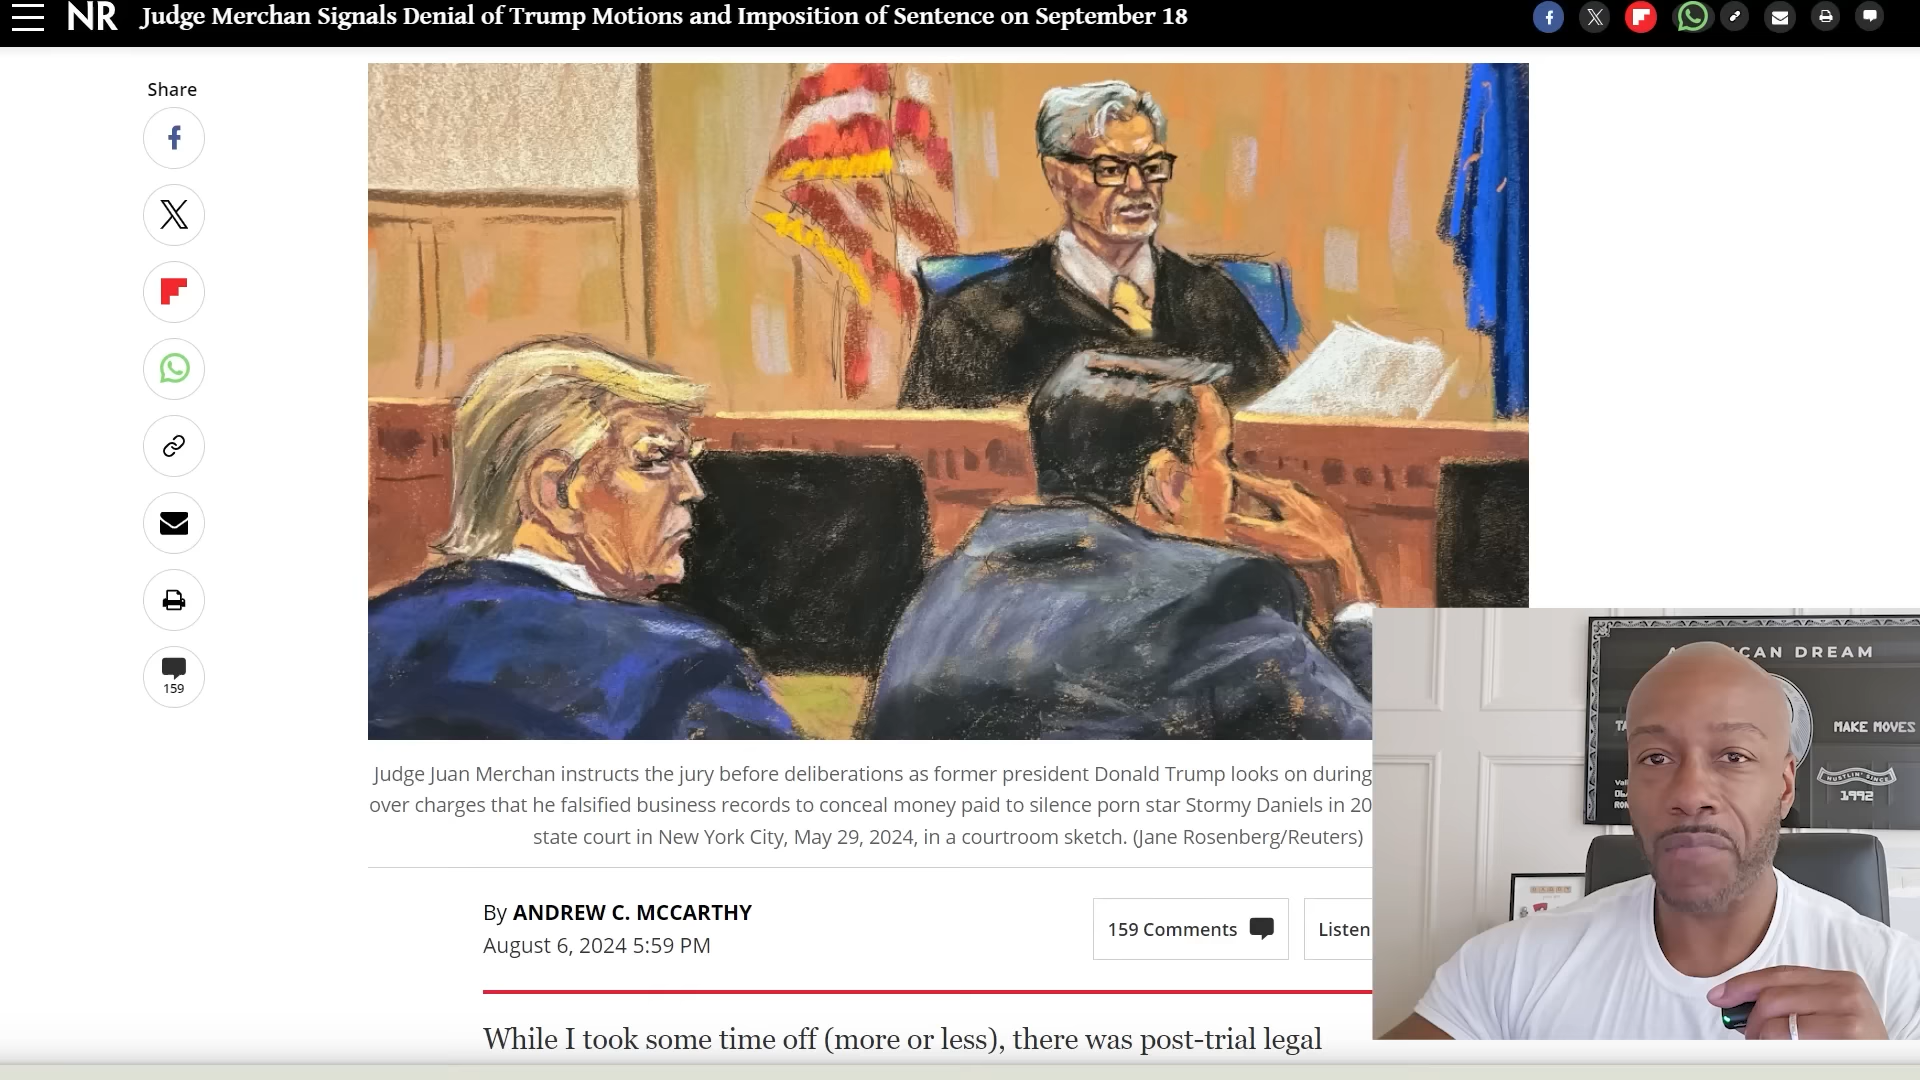 NR
Judge Merchan Signals Denial of Trump Motions and Imposition of Sentence on September 18
Share
159
Judge Juan Merchan instructs the jury before deliberations as former president Donald Trump looks on during
over charges that he falsified business records to conceal money paid to silence porn star Stormy Daniels in 20
state court in New York City, May 29, 2024, in a courtroom sketch. (Jane Rosenberg/Reuters)
By ANDREW C. MCCARTHY
August 6, 2024 5:59 PM
159 Comments
Listen
While I took some time off (more or less), there was post-trial legal
CAN DREAM
MAKE MOVES
HUSTLIN' SINCE
1992